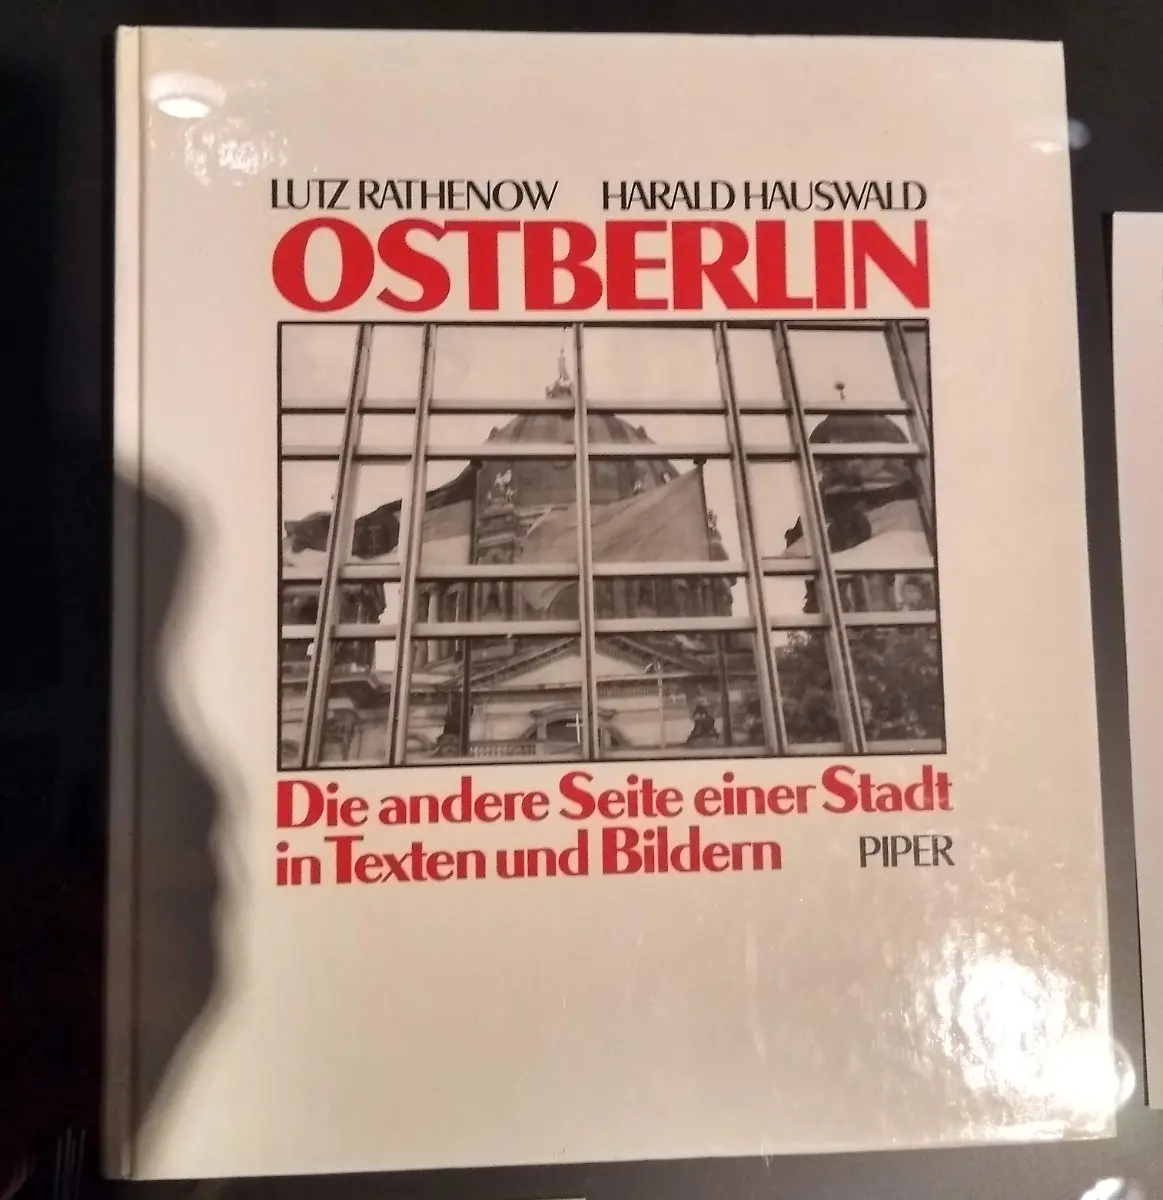 LUTZ RATHENOW HARALD HAUSWALD
OSTBERLIN
Die andere Seite einer Stadt
in Texten und Bildern PIPER